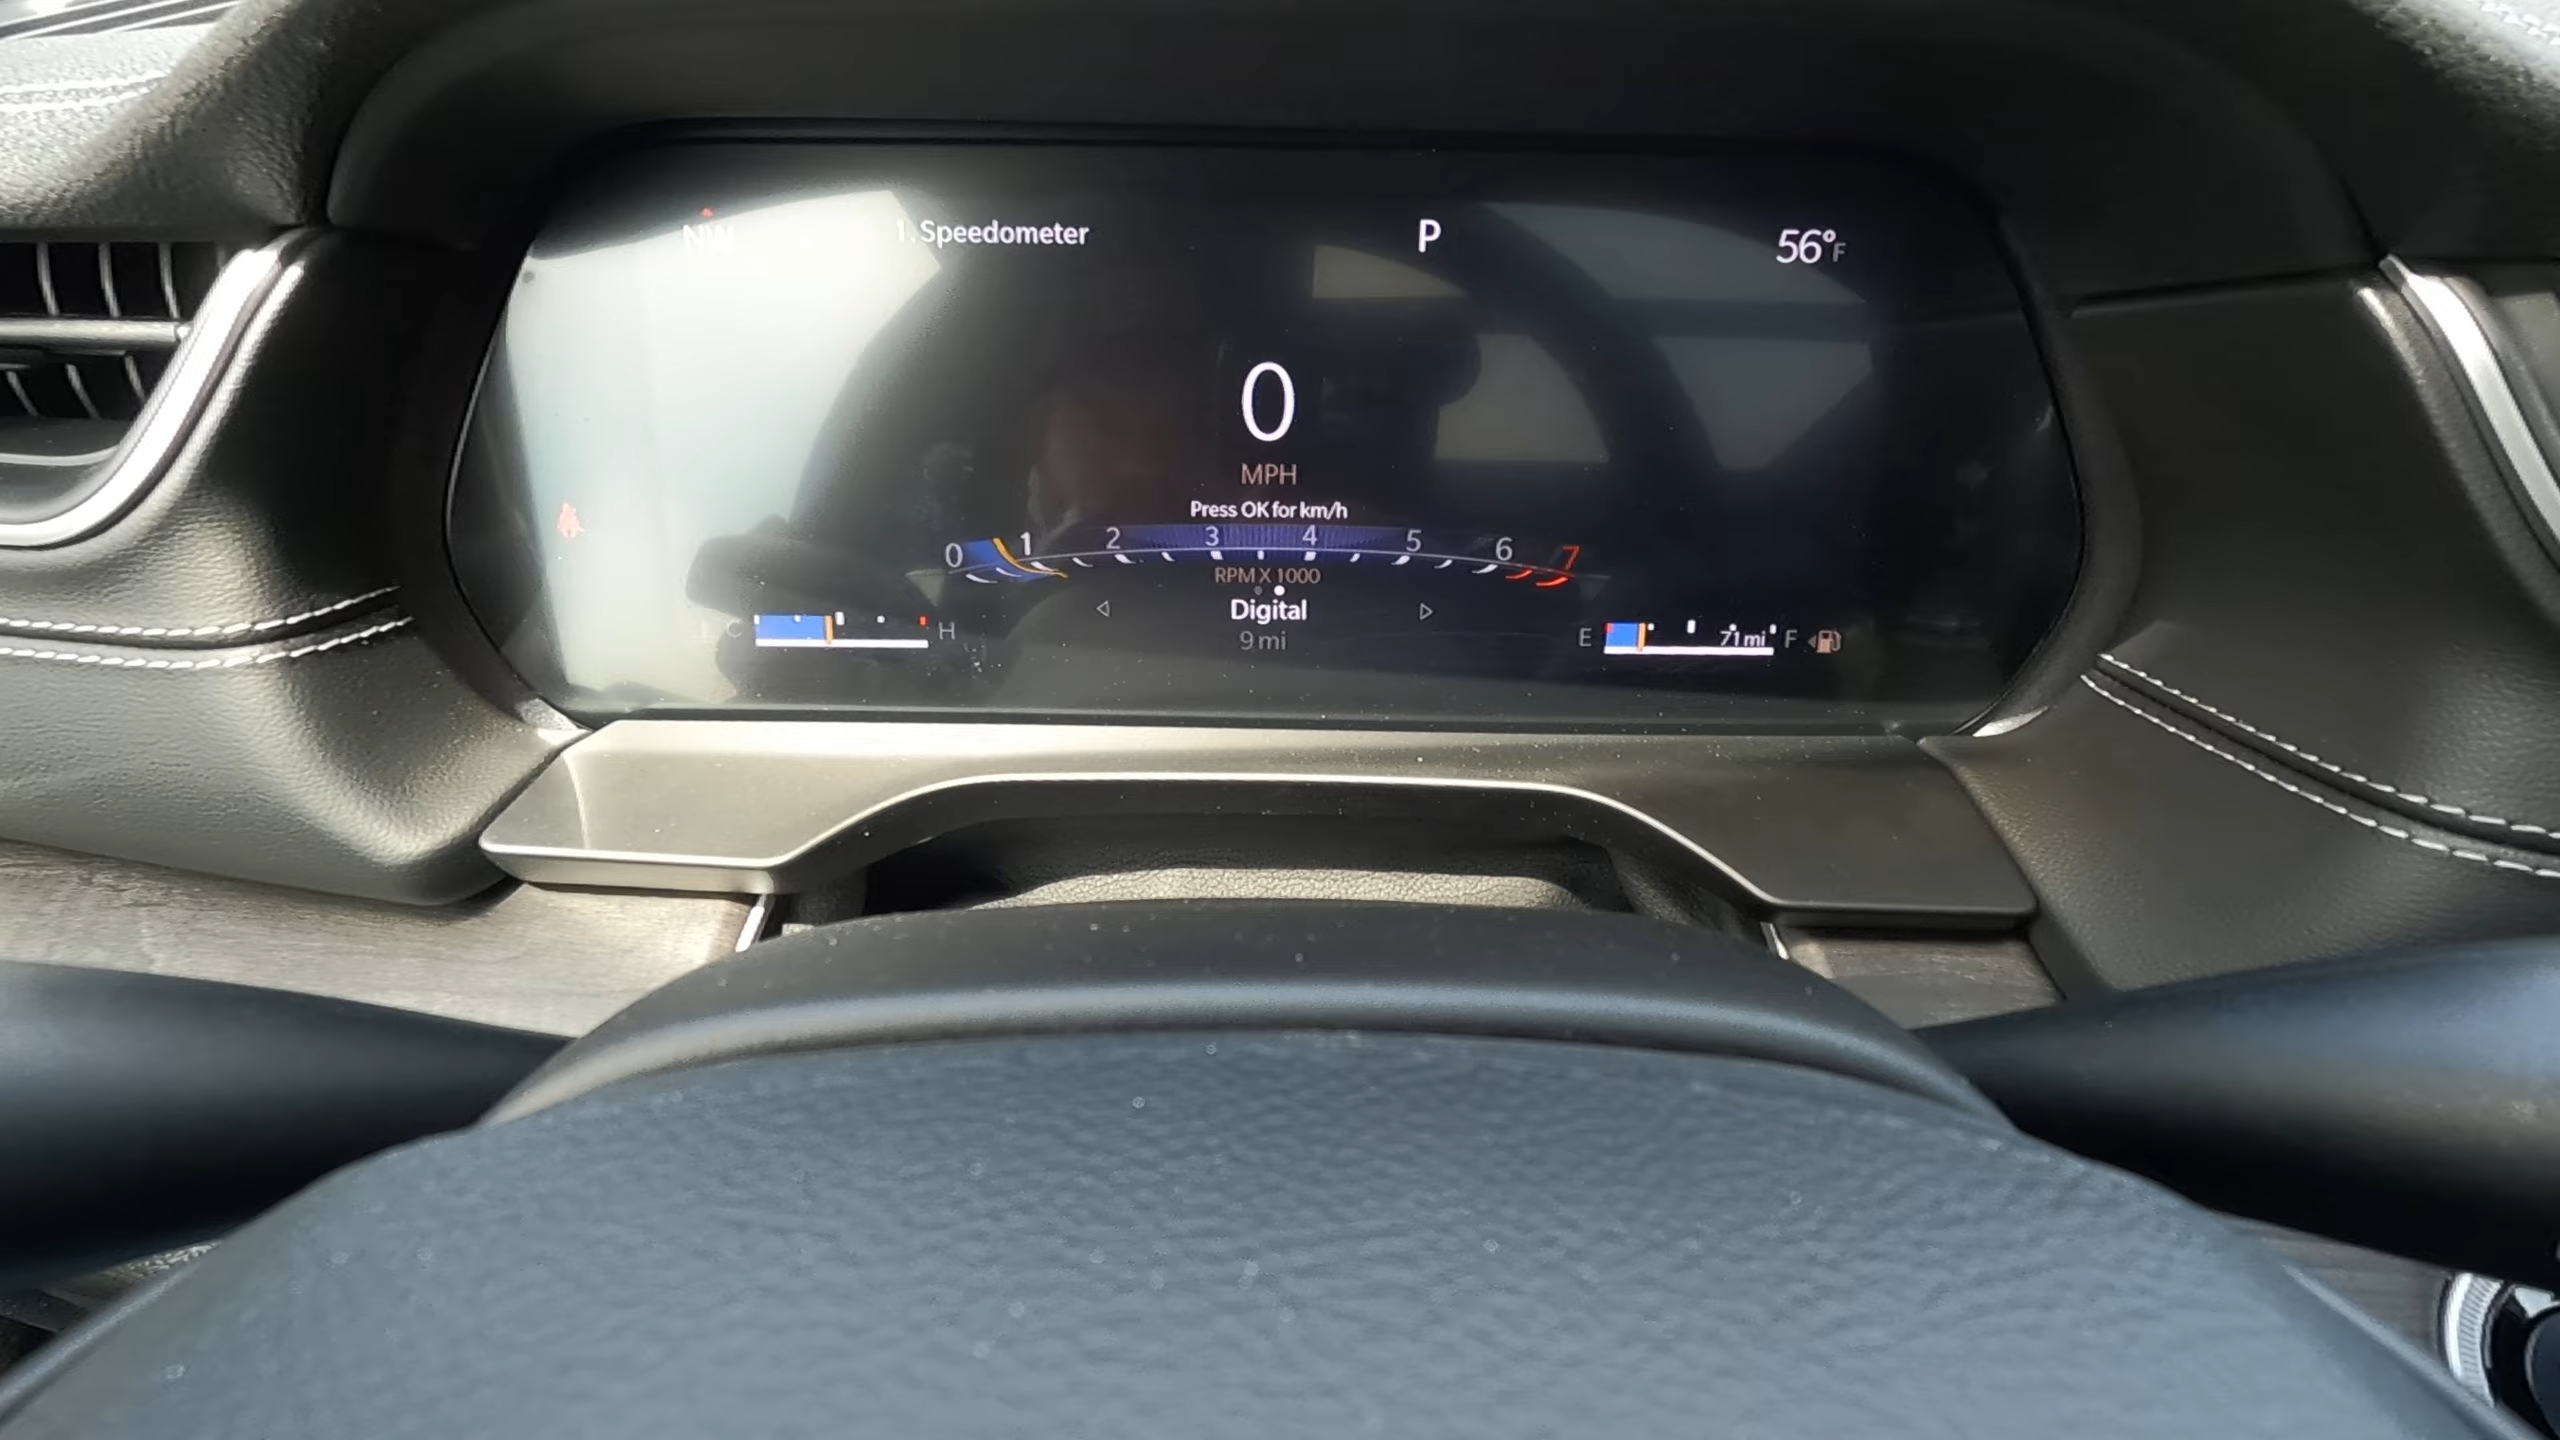 NW
1. Speedometer
P
56°F
0
MPH
Press OK for km/h
0 1 2 3 4 5 6 7
RPM X 1000
Digital
9 mi
C H
E 71 mi F